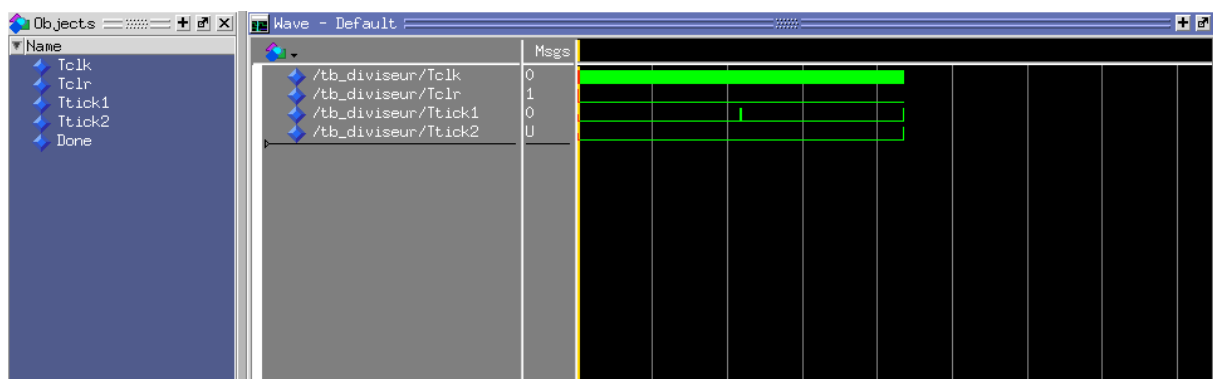 Objects
Name
Tclk
Tclr
Ttick1
Ttick2
Done
Wave - Default
Msgs
/tb_diviseur/Tclk 0
/tb_diviseur/Tclr 1
/tb_diviseur/Ttick1 0
/tb_diviseur/Ttick2 U